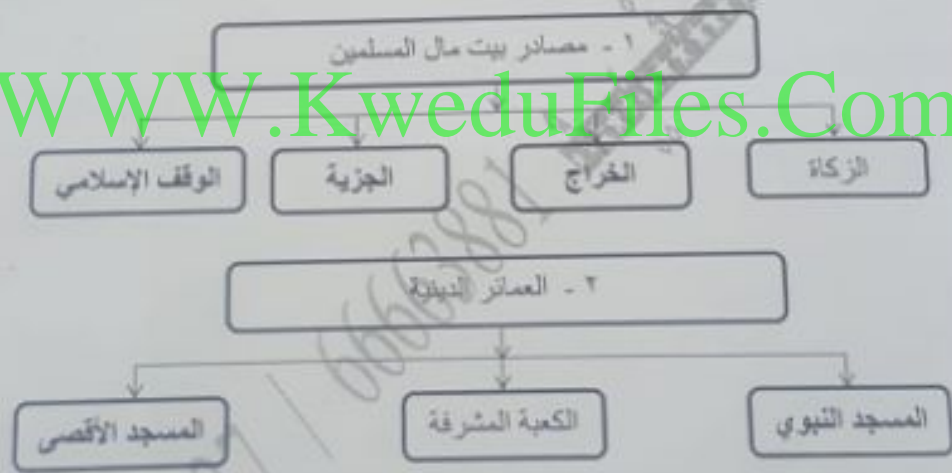 ١ - مصادر بيت مال المسلمين
WWW.KweduFiles.Com
الزكاة
الخراج
الجزية
الوقف الإسلامي
66663881 /
٢ - العمائر الدينية
المسجد النبوي
الكعبة المشرفة
المسجد الأقصى